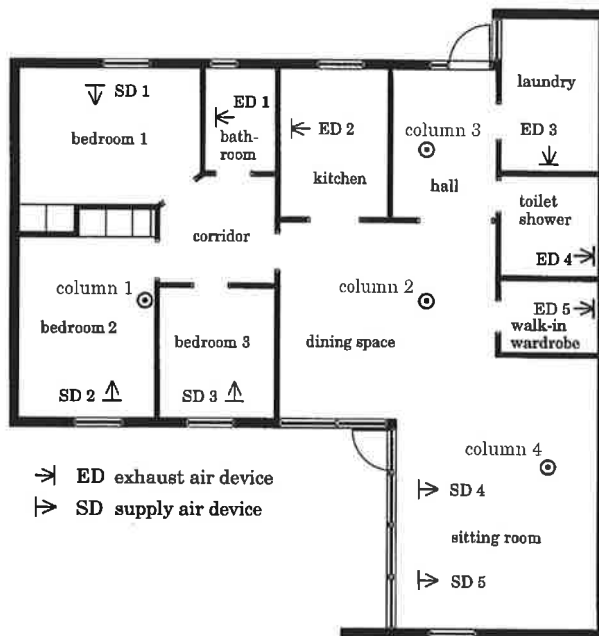 SD 1
bedroom 1
ED 1
bath-
room
ED 2
kitchen
column 3
hall
laundry
ED 3
toilet
shower
ED 4
corridor
column 1
bedroom 2
SD 2
bedroom 3
SD 3
column 2
dining space
ED 5
walk-in
wardrobe
column 4
SD 4
sitting room
SD 5
ED exhaust air device
SD supply air device